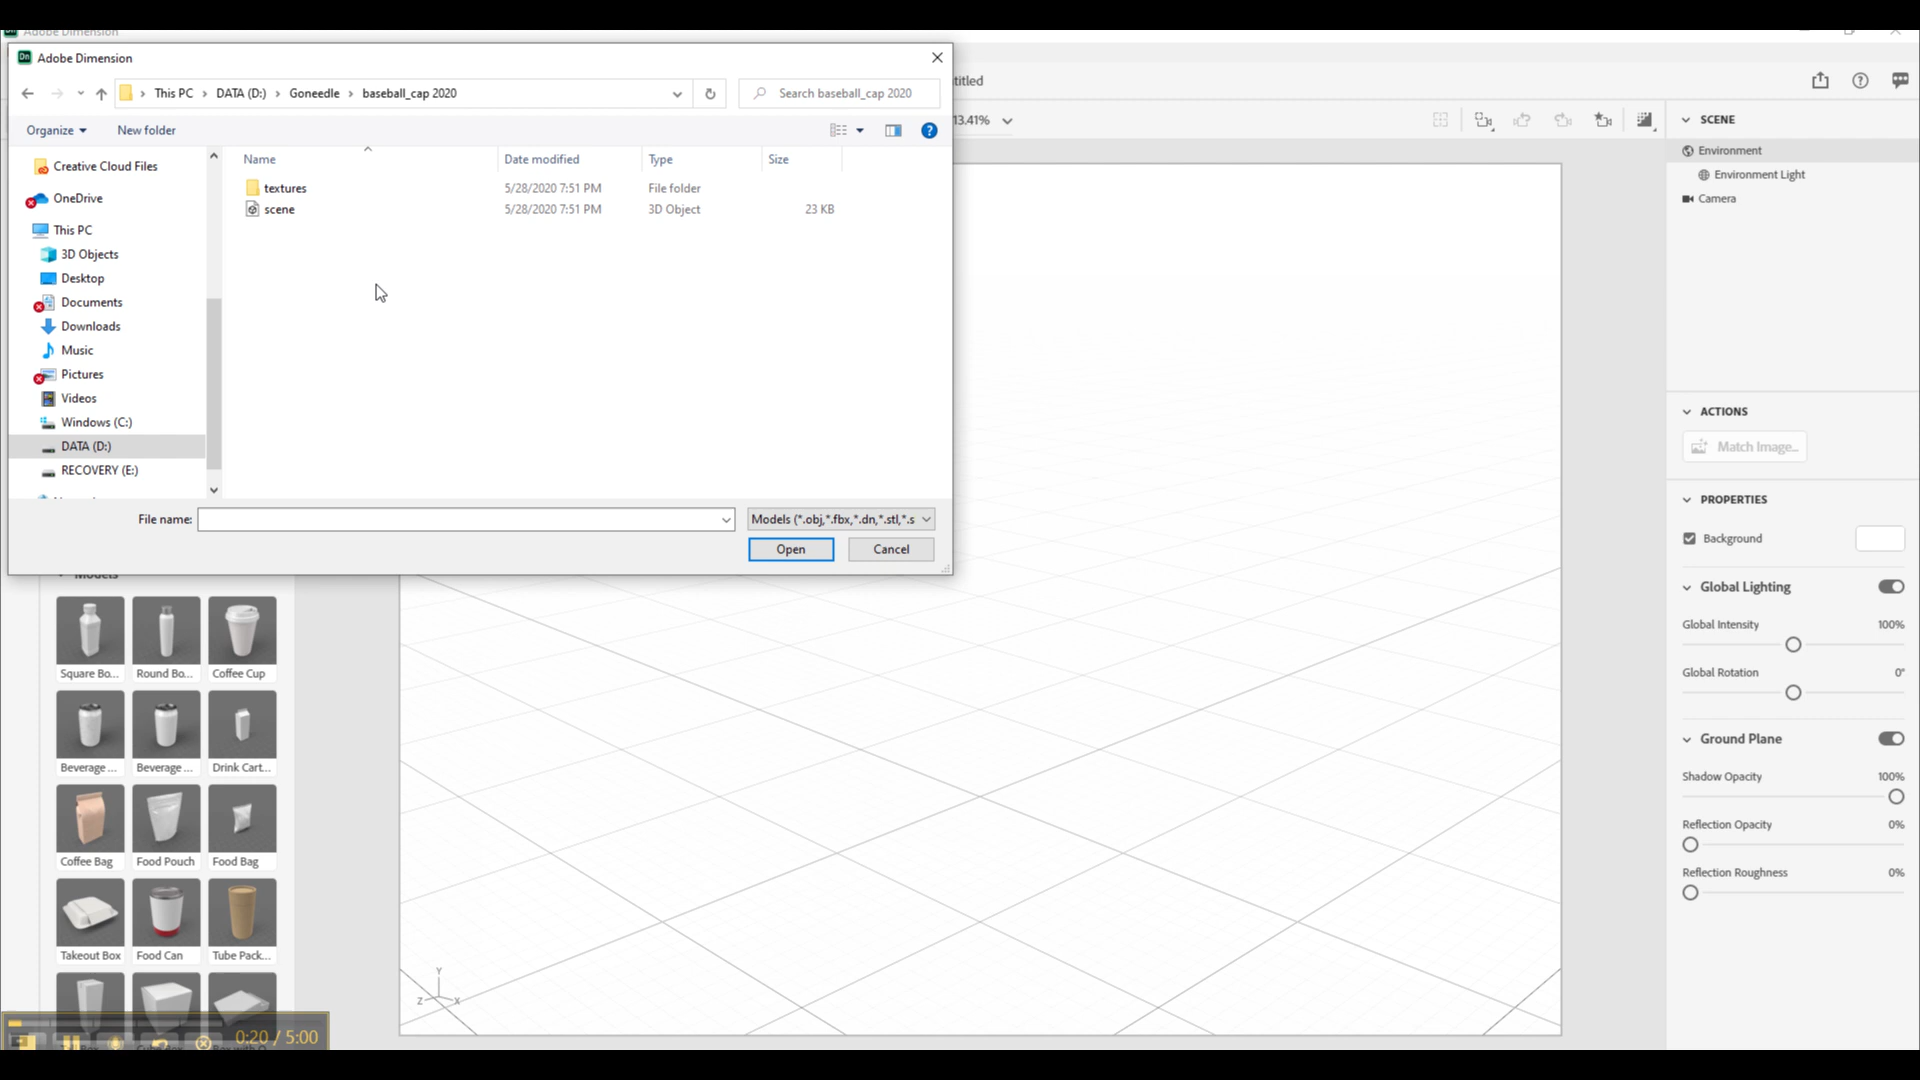 Adobe Dimension
Adobe Dimension
This PC > DATA (D:) > Goneedle > baseball_cap 2020
Search baseball_cap 2020
Organize
New folder
Creative Cloud Files
OneDrive
This PC
3D Objects
Desktop
Documents
Downloads
Music
Pictures
Videos
Windows (C:)
DATA (D:)
RECOVERY (E:)
Name Date modified Type Size
textures 5/28/2020 7:51 PM File folder
scene 5/28/2020 7:51 PM 3D Object 23 KB
File name:
Models (*.obj,*.fbx,*.dn,*.stl,*.s
Open
Cancel
titled
13.41%
SCENE
Environment
Environment Light
Camera
ACTIONS
Match Image...
PROPERTIES
Background
Global Lighting
Global Intensity 100%
Global Rotation 0°
Ground Plane
Shadow Opacity 100%
Reflection Opacity 0%
Reflection Roughness 0%
Models
Square Bo... Round Bo... Coffee Cup
Beverage ... Beverage ... Drink Cart...
Coffee Bag Food Pouch Food Bag
Takeout Box Food Can Tube Pack...
Y
Z X
0:20 / 5:00